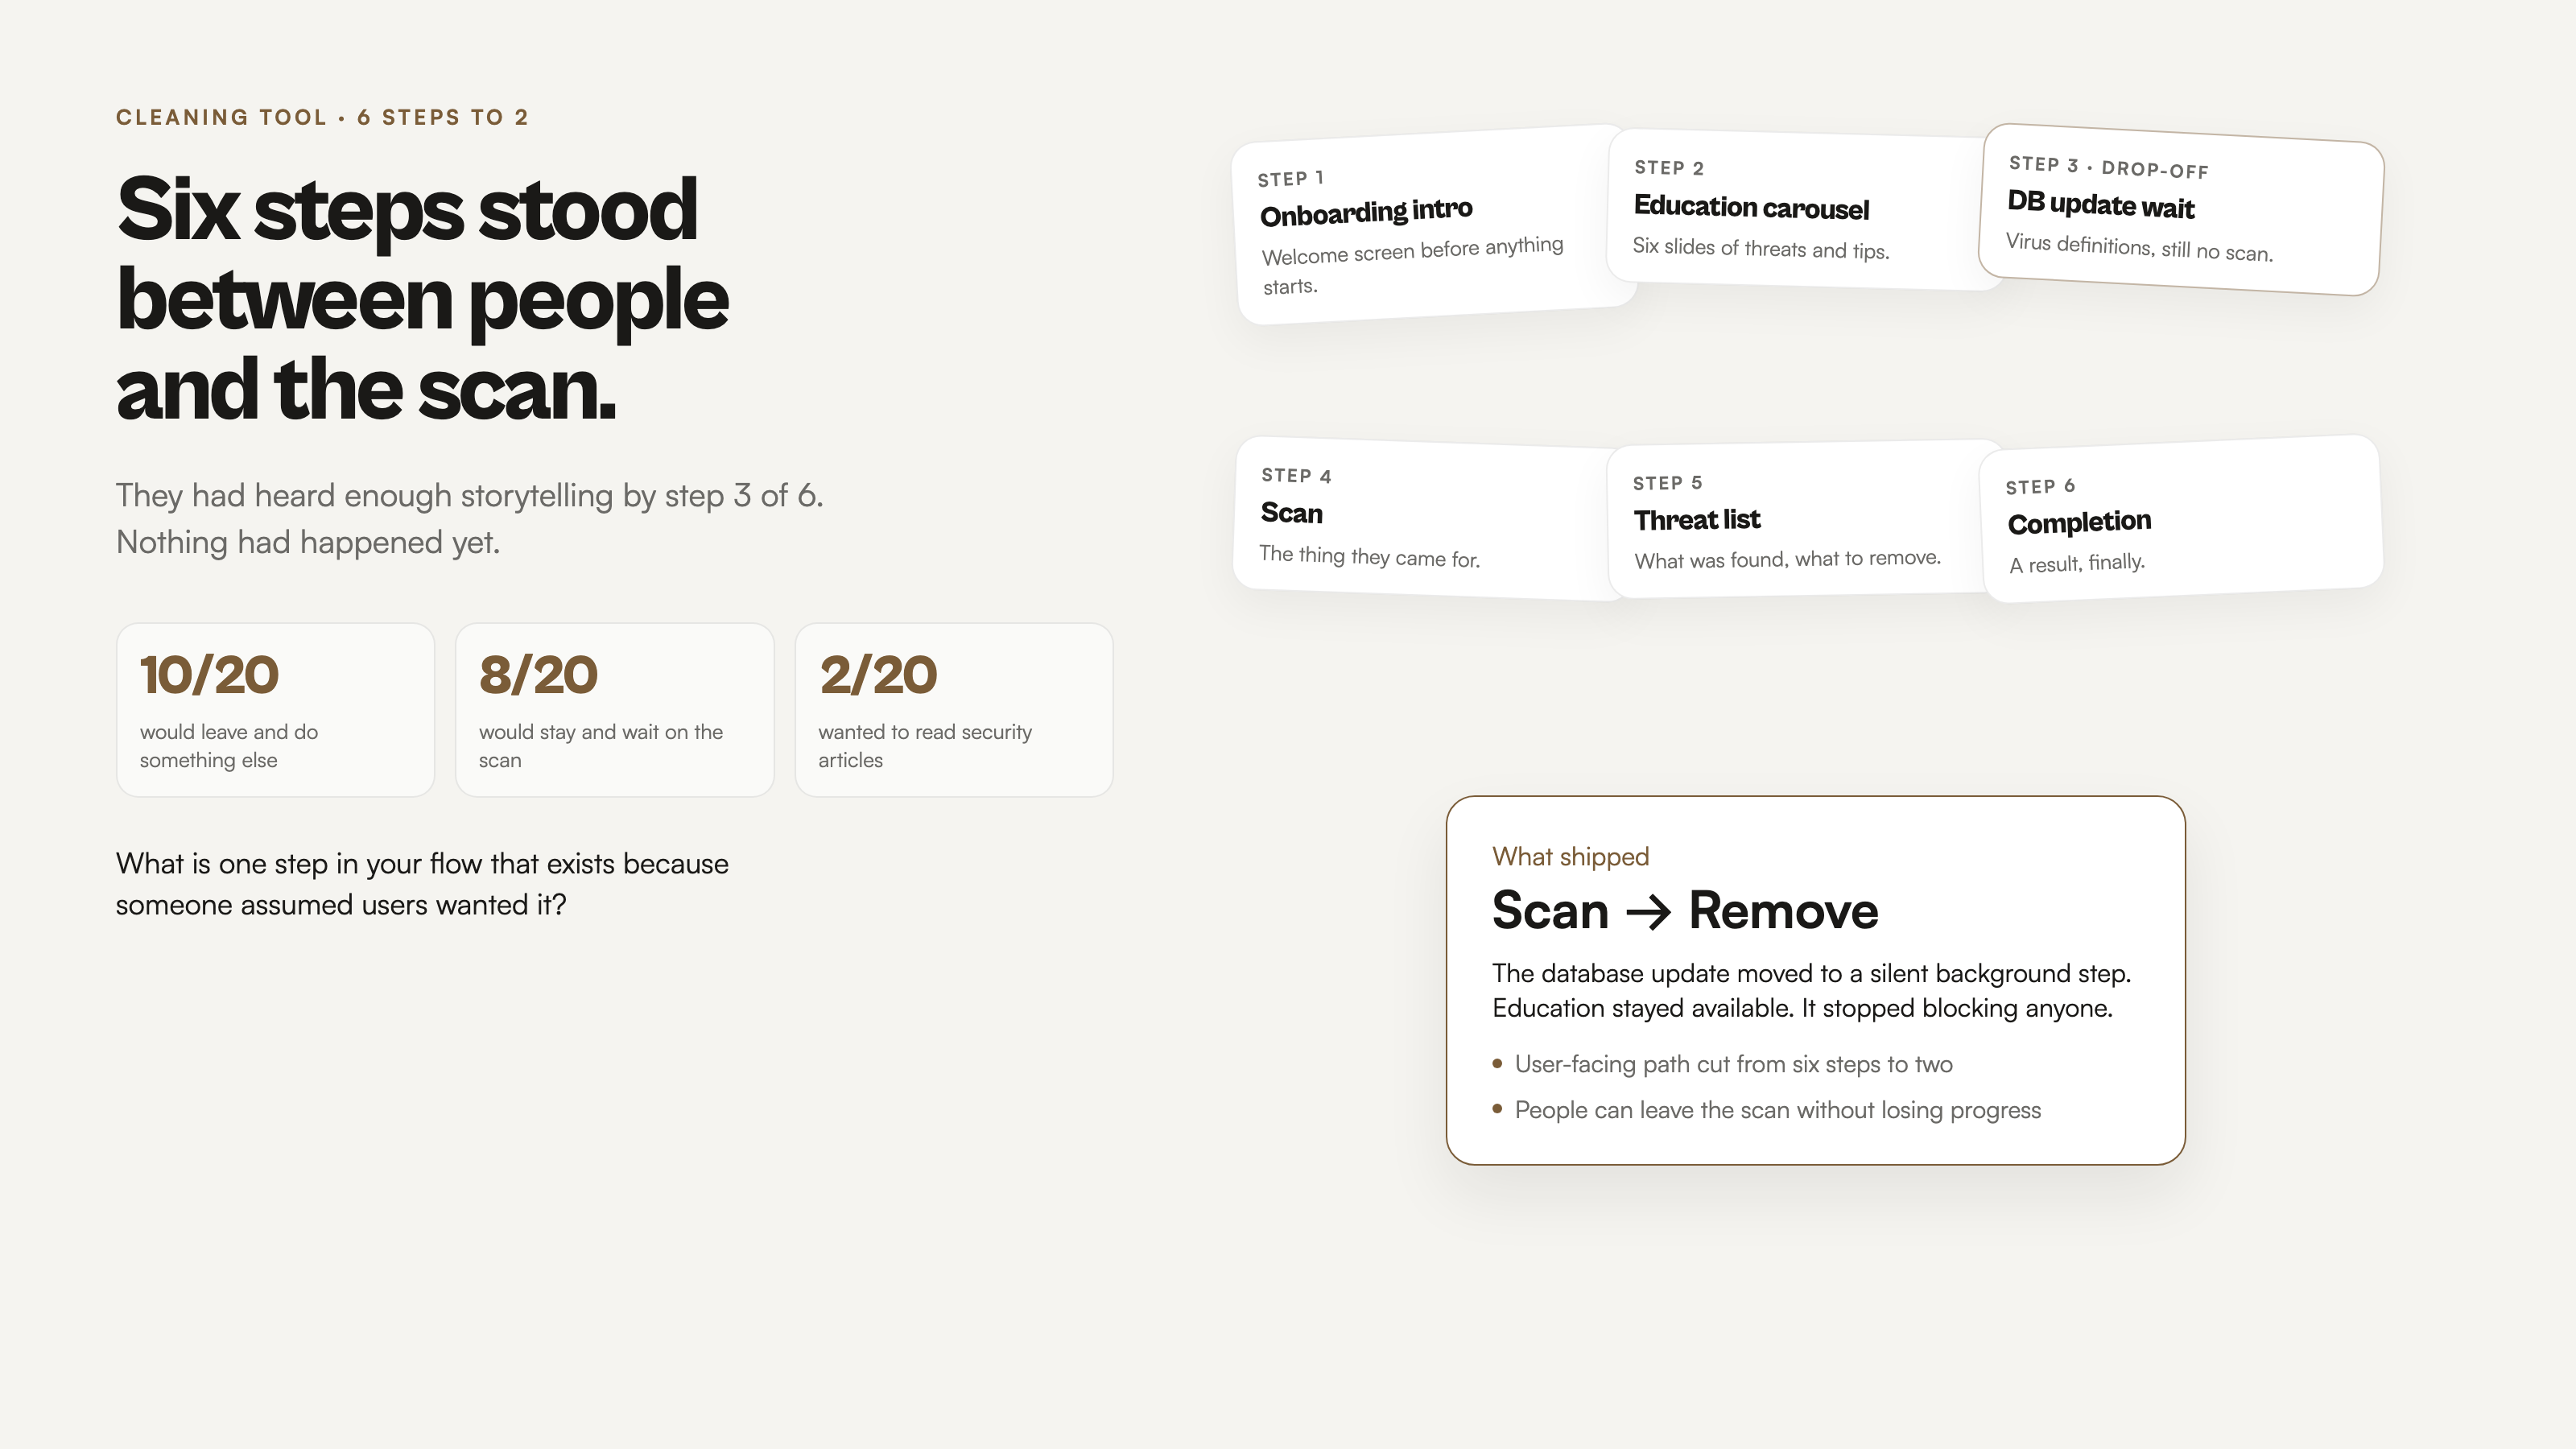 CLEANING TOOL · 6 STEPS TO 2
Six steps stood
between people
and the scan.
They had heard enough storytelling by step 3 of 6.
Nothing had happened yet.
10/20
would leave and do
something else
8/20
would stay and wait on the
scan
2/20
wanted to read security
articles
What is one step in your flow that exists because
someone assumed users wanted it?
STEP 1
Onboarding intro
Welcome screen before anything
starts.
STEP 2
Education carousel
Six slides of threats and tips.
STEP 3 · DROP-OFF
DB update wait
Virus definitions, still no scan.
STEP 4
Scan
The thing they came for.
STEP 5
Threat list
What was found, what to remove.
STEP 6
Completion
A result, finally.
What shipped
Scan → Remove
The database update moved to a silent background step.
Education stayed available. It stopped blocking anyone.
• User-facing path cut from six steps to two
• People can leave the scan without losing progress